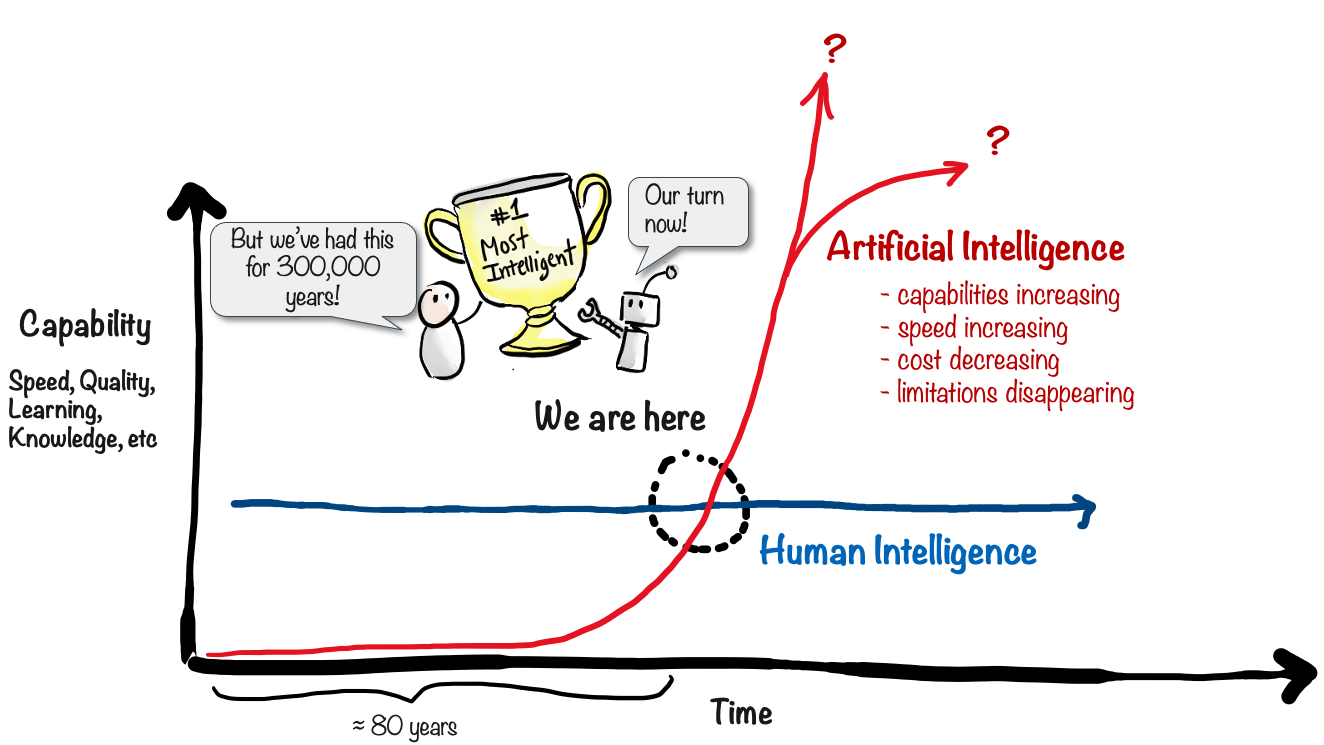 ?
?
#1
Most
Intelligent
Our turn
now!
But we've had this
for 300,000
years!
Artificial Intelligence
- capabilities increasing
- speed increasing
- cost decreasing
- limitations disappearing
Capability
Speed, Quality,
Learning,
Knowledge, etc
We are here
Human Intelligence
≈ 80 years
Time